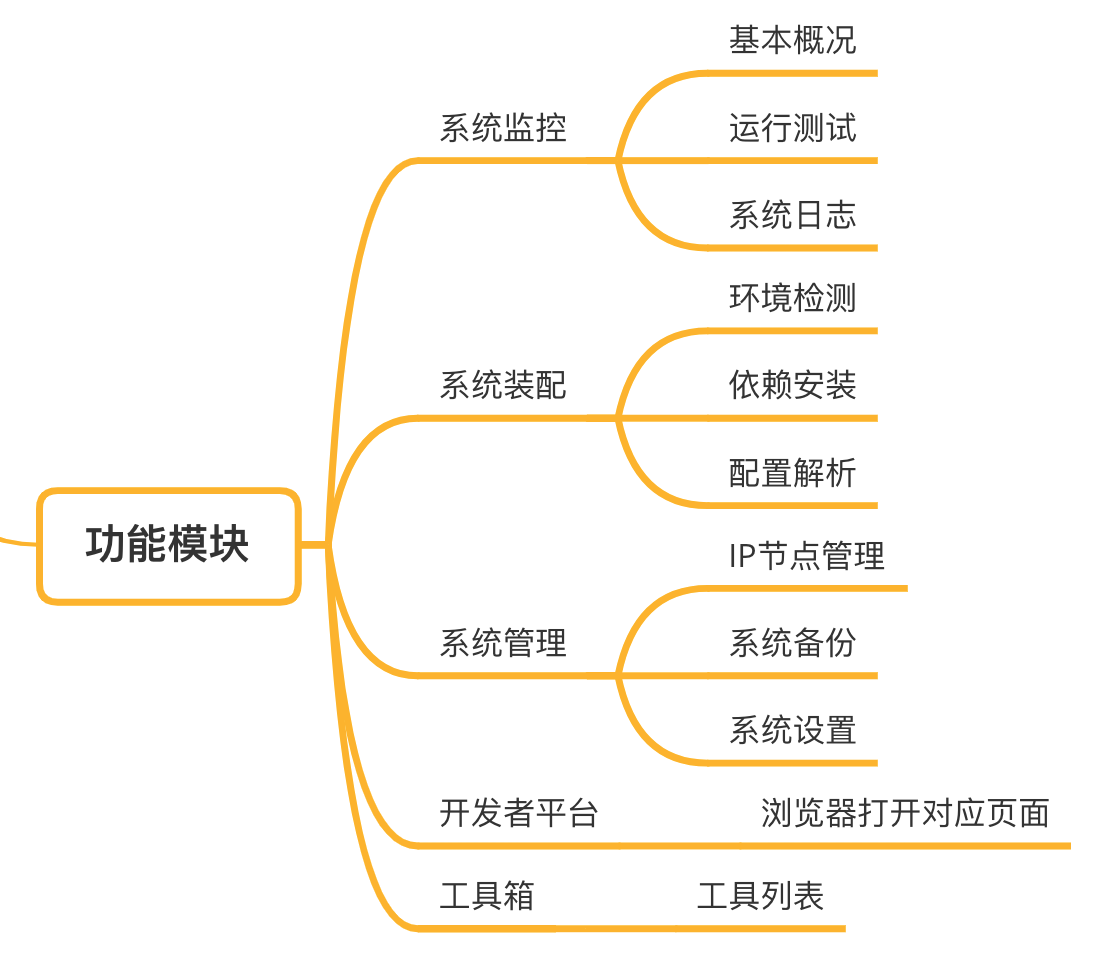 功能模块
系统监控
基本概况
运行测试
系统日志
系统装配
环境检测
依赖安装
配置解析
系统管理
IP节点管理
系统备份
系统设置
开发者平台
浏览器打开对应页面
工具箱
工具列表